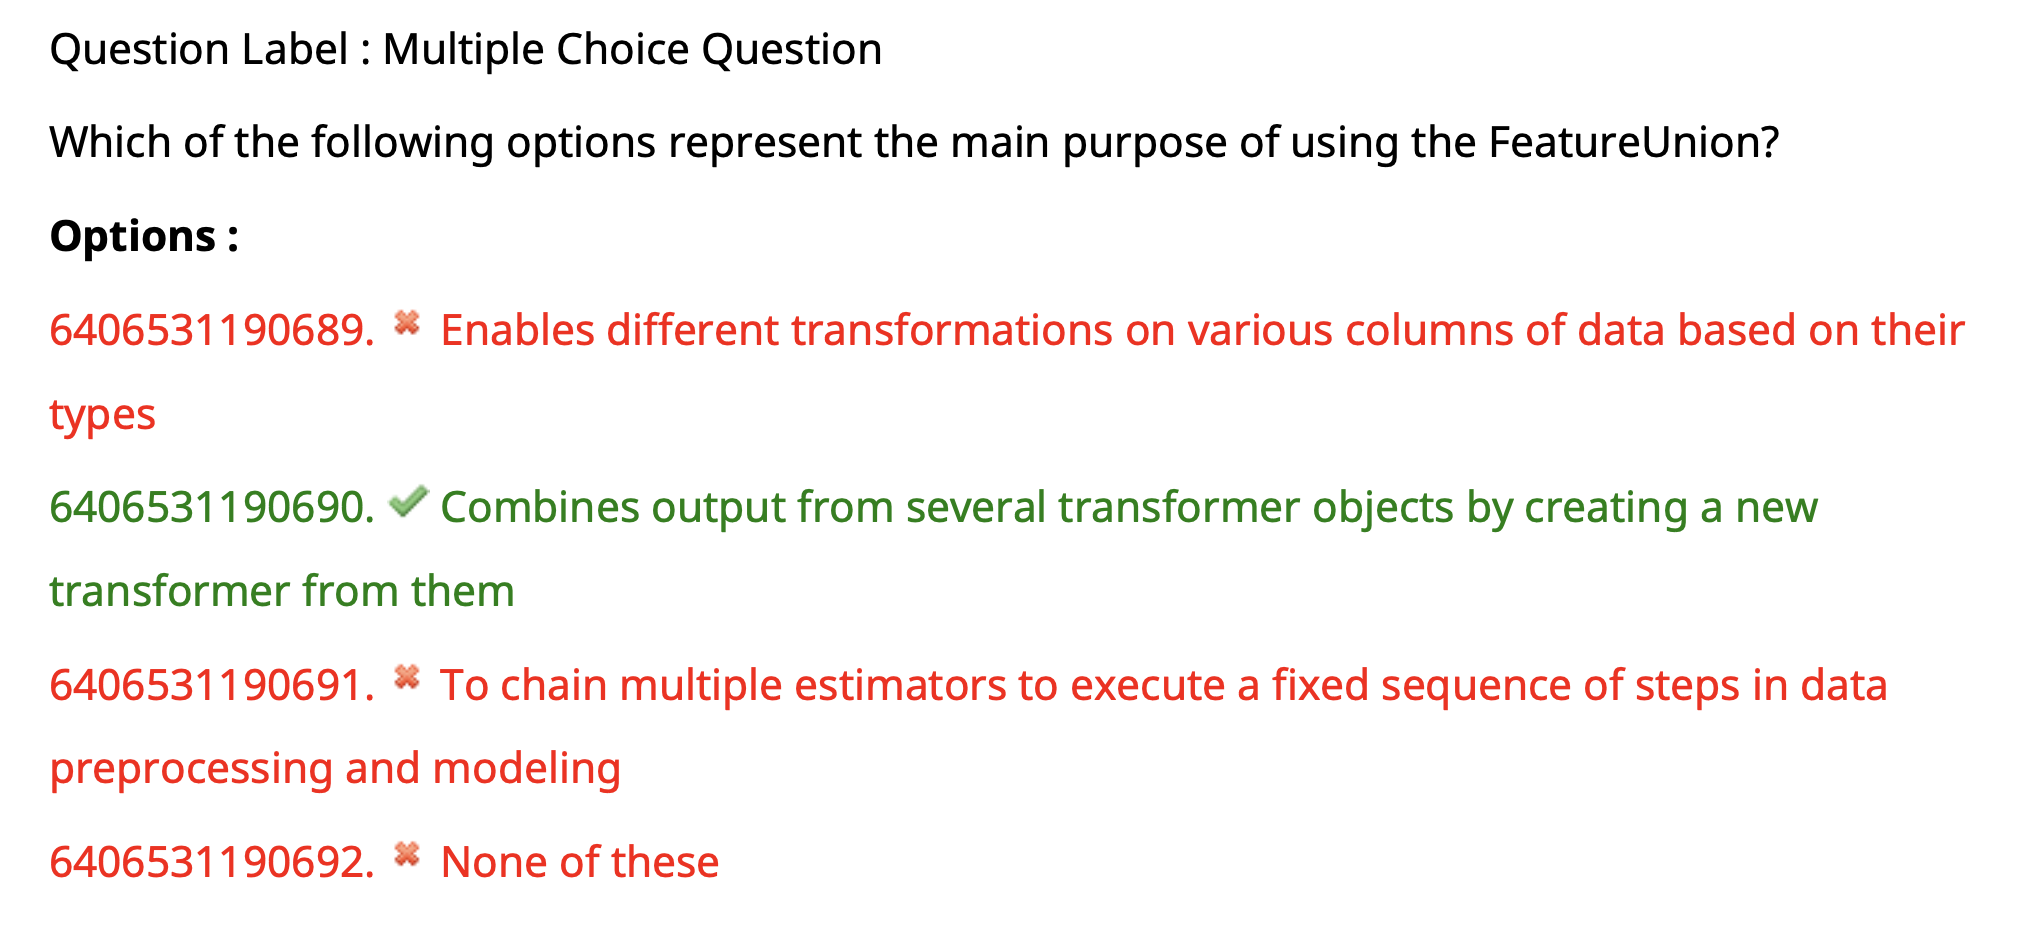 Question Label : Multiple Choice Question
Which of the following options represent the main purpose of using the FeatureUnion?
Options :
6406531190689. ✖ Enables different transformations on various columns of data based on their
types
6406531190690. ✔ Combines output from several transformer objects by creating a new
transformer from them
6406531190691. ✖ To chain multiple estimators to execute a fixed sequence of steps in data
preprocessing and modeling
6406531190692. ✖ None of these